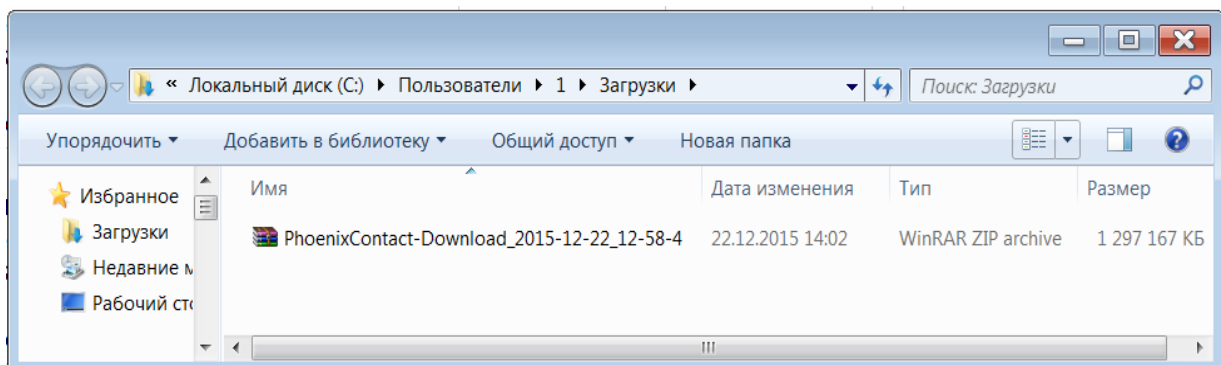 « Локальный диск (C:) Пользователи 1 Загрузки Поиск: Загрузки
Упорядочить Добавить в библиотеку Общий доступ Новая папка
Избранное
Загрузки
Недавние м
Рабочий сто
Имя Дата изменения Тип Размер
PhoenixContact-Download_2015-12-22_12-58-4 22.12.2015 14:02 WinRAR ZIP archive 1 297 167 КБ